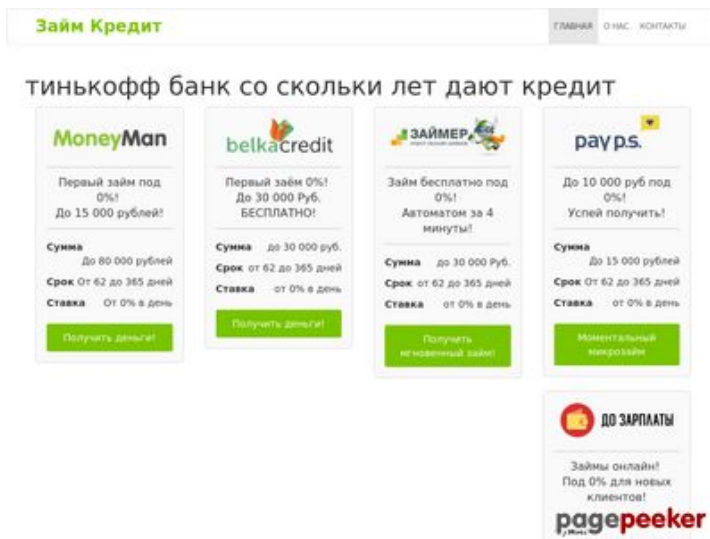 Займ Кредит
ГЛАВНАЯ О НАС. КОНТАКТЫ
тинькофф банк со скольки лет дают кредит
MoneyMan
Первый займ под
0%!
До 15 000 рублей!
Сумма
До 80 000 рублей
Срок От 62 до 365 дней
Ставка От 0% в день
Получить деньги!
belkacredit
Первый заём 0%!
До 30 000 Руб.
БЕСПЛАТНО!
Сумма до 30 000 руб.
Срок от 62 до 365 дней
Ставка от 0% в день
Получить деньги!
ЗАЙМЕР
Займ бесплатно под
0%!
Автоматом за 4
минуты!
Сумма до 30 000 Руб.
Срок от 62 до 365 дней
Ставка от 0% в день
Получить
мгновенный займ!
pay p.s.
До 10 000 руб под
0%!
Успей получить!
Сумма
До 15 000 рублей
Срок От 62 до 365 дней
Ставка от 0% в день
Моментальный
микрозайм
ДО ЗАРПЛАТЫ
Займы онлайн!
Под 0% для новых
клиентов!
pagepeeker